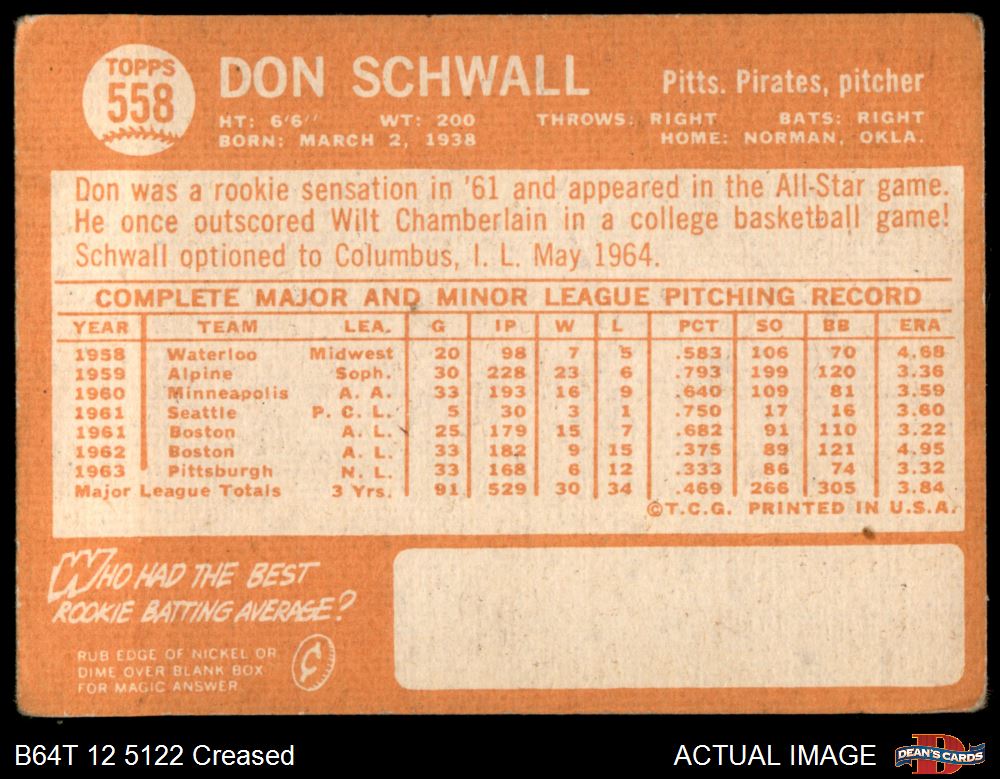 TOPPS
558
DON SCHWALL
Pitts. Pirates, pitcher
HT: 6'6" WT: 200 THROWS: RIGHT BATS: RIGHT
BORN: MARCH 2, 1938 HOME: NORMAN, OKLA.
Don was a rookie sensation in '61 and appeared in the All-Star game.
He once outscored Wilt Chamberlain in a college basketball game!
Schwall optioned to Columbus, I. L. May 1964.
COMPLETE MAJOR AND MINOR LEAGUE PITCHING RECORD
YEAR TEAM LEA. G IP W L PCT SO BB ERA
1958 Waterloo Midwest 20 98 7 5 .583 106 70 4.68
1959 Alpine Soph. 30 228 23 6 .793 199 120 3.36
1960 Minneapolis A. A. 33 193 16 9 .640 109 81 3.59
1961 Seattle P. C. L. 5 30 3 1 .750 17 16 3.60
1961 Boston A. L. 25 179 15 7 .682 91 110 3.22
1962 Boston A. L. 33 182 9 15 .375 89 121 4.95
1963 Pittsburgh N. L. 33 168 6 12 .333 86 74 3.32
Major League Totals 3 Yrs. 91 529 30 34 .469 266 305 3.84
©T.C.G. PRINTED IN U.S.A.
WHO HAD THE BEST
ROOKIE BATTING AVERAGE?
RUB EDGE OF NICKEL OR
DIME OVER BLANK BOX
FOR MAGIC ANSWER
¢
B64T 12 5122 Creased
ACTUAL IMAGE
D
DEAN'S CARDS